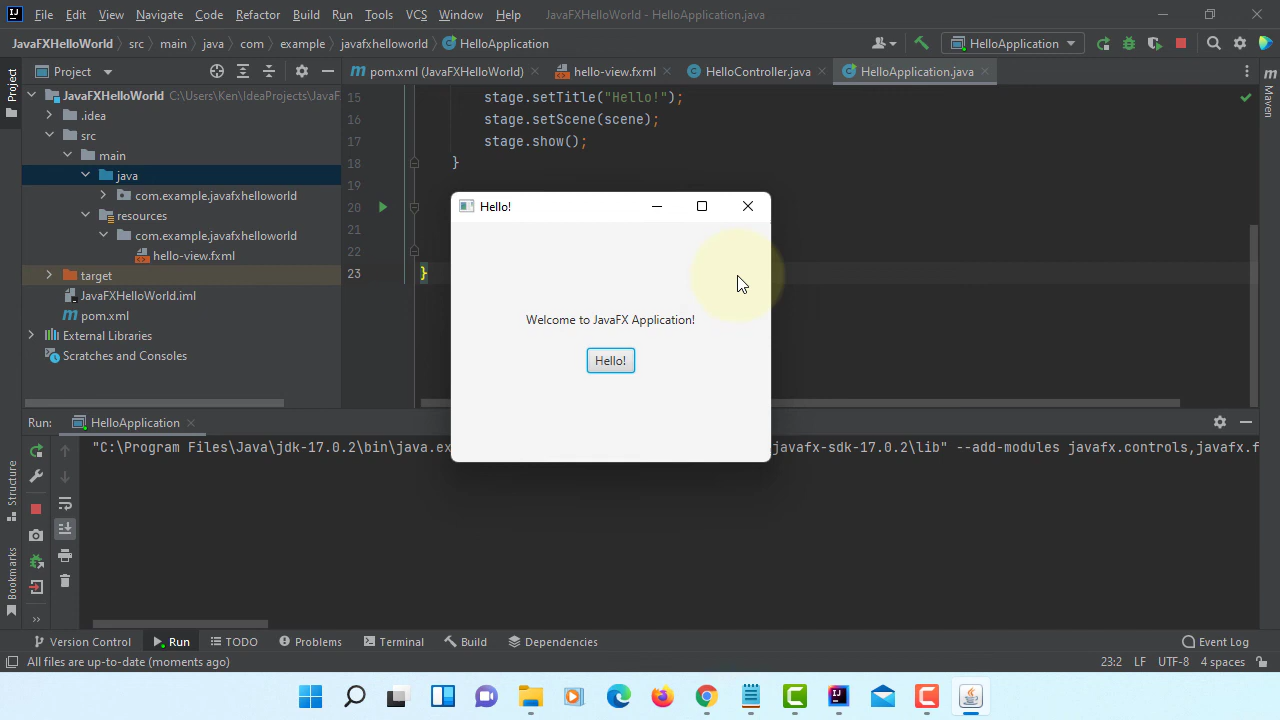 File Edit View Navigate Code Refactor Build Run Tools VCS Window Help JavaFXHelloWorld - HelloApplication.java
JavaFXHelloWorld src main java com example javafxhelloworld HelloApplication HelloApplication
Project pom.xml (JavaFXHelloWorld) hello-view.fxml HelloController.java HelloApplication.java
Project
Maven
JavaFXHelloWorld C:\Users\Ken\IdeaProjects\JavaF
.idea
src
main
java
com.example.javafxhelloworld
resources
com.example.javafxhelloworld
hello-view.fxml
target
JavaFXHelloWorld.iml
pom.xml
External Libraries
Scratches and Consoles
15 stage.setTitle("Hello!");
16 stage.setScene(scene);
17 stage.show();
18 }
19
20
21
22
23 }
Hello!
Welcome to JavaFX Application!
Hello!
Run: HelloApplication
"C:\Program Files\Java\jdk-17.0.2\bin\java.ex javafx-sdk-17.0.2\lib" --add-modules javafx.controls,javafx.f
Structure
Bookmarks
Version Control Run TODO Problems Terminal Build Dependencies Event Log
All files are up-to-date (moments ago) 23:2 LF UTF-8 4 spaces